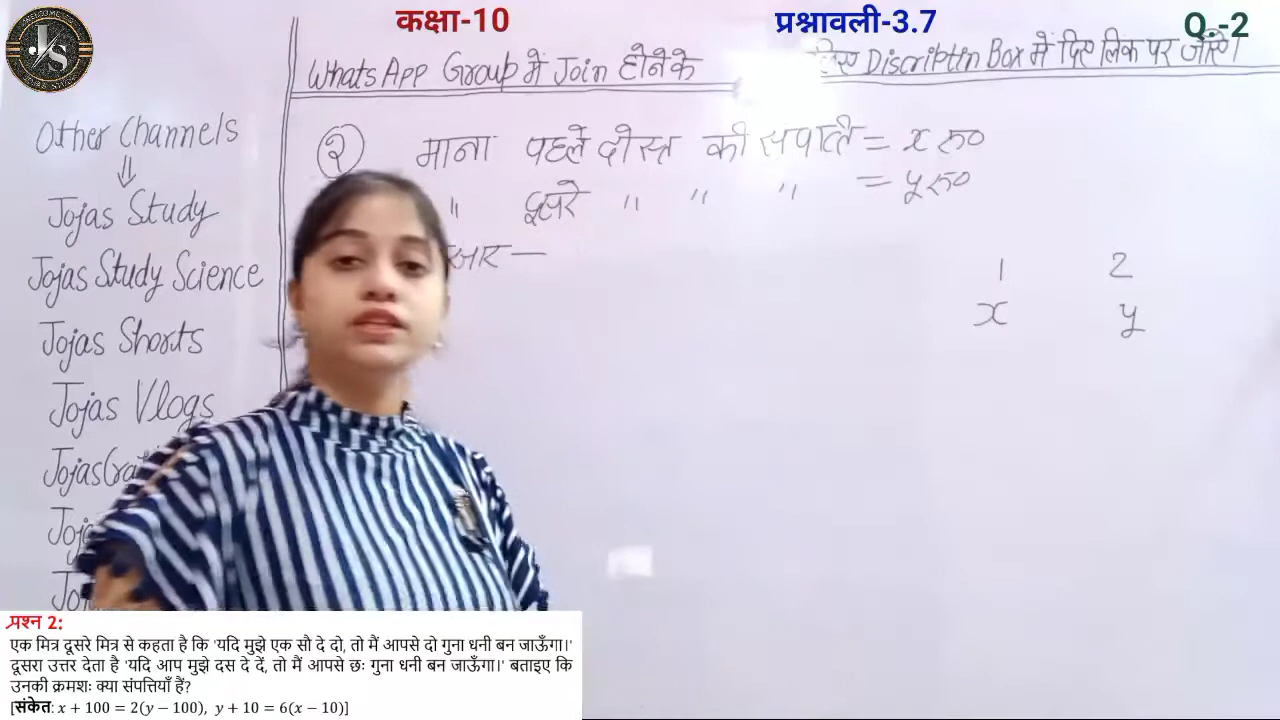 कक्षा-10
प्रश्नावली-3.7
Q.-2
JS
WhatsApp Group में Join होनेके
लिए Discriptin Box में दिए लिंक पर जाएँ।
Other Channels
⇓
Jojas Study
Jojas Study Science
Jojas Shorts
Jojas Vlogs
२ माना पहले दोस्त की संपत्ति = x रु०
" दूसरे " " " = y रु०
1 2
x y
प्रश्न 2:
एक मित्र दूसरे मित्र से कहता है कि 'यदि मुझे एक सौ दे दो, तो मैं आपसे दो गुना धनी बन जाऊँगा।'
दूसरा उत्तर देता है 'यदि आप मुझे दस दे दें, तो मैं आपसे छः गुना धनी बन जाऊँगा।' बताइए कि
उनकी क्रमशः क्या संपत्तियाँ हैं?
[संकेत: x + 100 = 2(y − 100), y + 10 = 6(x − 10)]